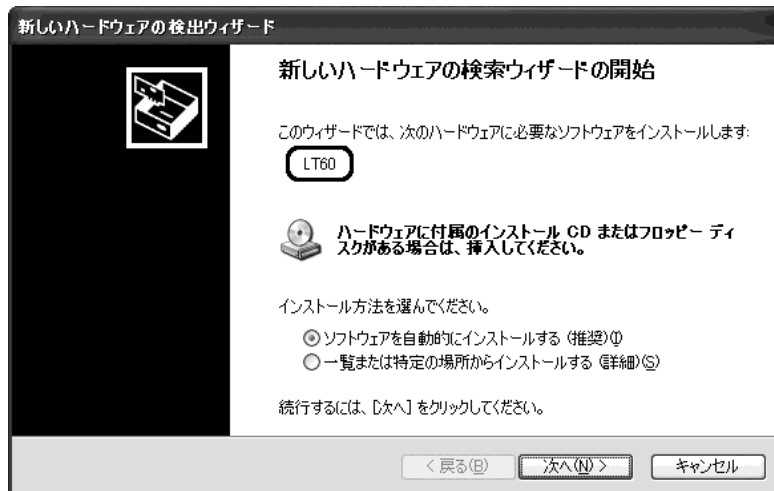 新しいハードウェアの検出ウィザード
新しいハードウェアの検索ウィザードの開始
このウィザードでは、次のハードウェアに必要なソフトウェアをインストールします:
LT60
ハードウェアに付属のインストール CD またはフロッピー ディ
スクがある場合は、挿入してください。
インストール方法を選んでください。
ソフトウェアを自動的にインストールする (推奨)(I)
一覧または特定の場所からインストールする (詳細)(S)
続行するには、[次へ] をクリックしてください。
< 戻る(B) 次へ(N) > キャンセル